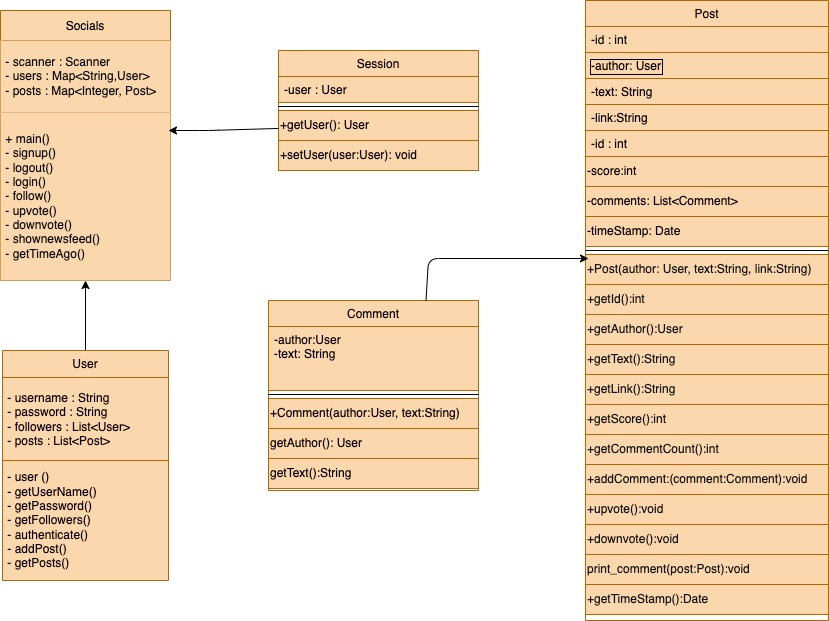 Socials
- scanner : Scanner
- users : Map<String,User>
- posts : Map<Integer, Post>
+ main()
- signup()
- logout()
- login()
- follow()
- upvote()
- downvote()
- shownewsfeed()
- getTimeAgo()
Session
-user : User
+getUser(): User
+setUser(user:User): void
User
- username : String
- password : String
- followers : List<User>
- posts : List<Post>
- user ()
- getUserName()
- getPassword()
- getFollowers()
- authenticate()
- addPost()
- getPosts()
Comment
-author:User
-text: String
+Comment(author:User, text:String)
getAuthor(): User
getText():String
Post
-id : int
-author: User
-text: String
-link:String
-id : int
-score:int
-comments: List<Comment>
-timeStamp: Date
+Post(author: User, text:String, link:String)
+getId():int
+getAuthor():User
+getText():String
+getLink():String
+getScore():int
+getCommentCount():int
+addComment:(comment:Comment):void
+upvote():void
+downvote():void
print_comment(post:Post):void
+getTimeStamp():Date